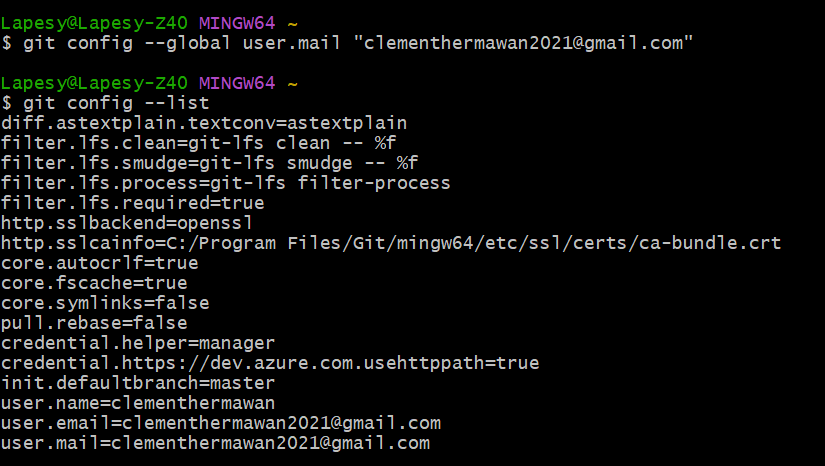 Lapesy@Lapesy-Z40 MINGW64 ~
$ git config --global user.mail "clementhermawan2021@gmail.com"
Lapesy@Lapesy-Z40 MINGW64 ~
$ git config --list
diff.astextplain.textconv=astextplain
filter.lfs.clean=git-lfs clean -- %f
filter.lfs.smudge=git-lfs smudge -- %f
filter.lfs.process=git-lfs filter-process
filter.lfs.required=true
http.sslbackend=openssl
http.sslcainfo=C:/Program Files/Git/mingw64/etc/ssl/certs/ca-bundle.crt
core.autocrlf=true
core.fscache=true
core.symlinks=false
pull.rebase=false
credential.helper=manager
credential.https://dev.azure.com.usehttppath=true
init.defaultbranch=master
user.name=clementhermawan
user.email=clementhermawan2021@gmail.com
user.mail=clementhermawan2021@gmail.com